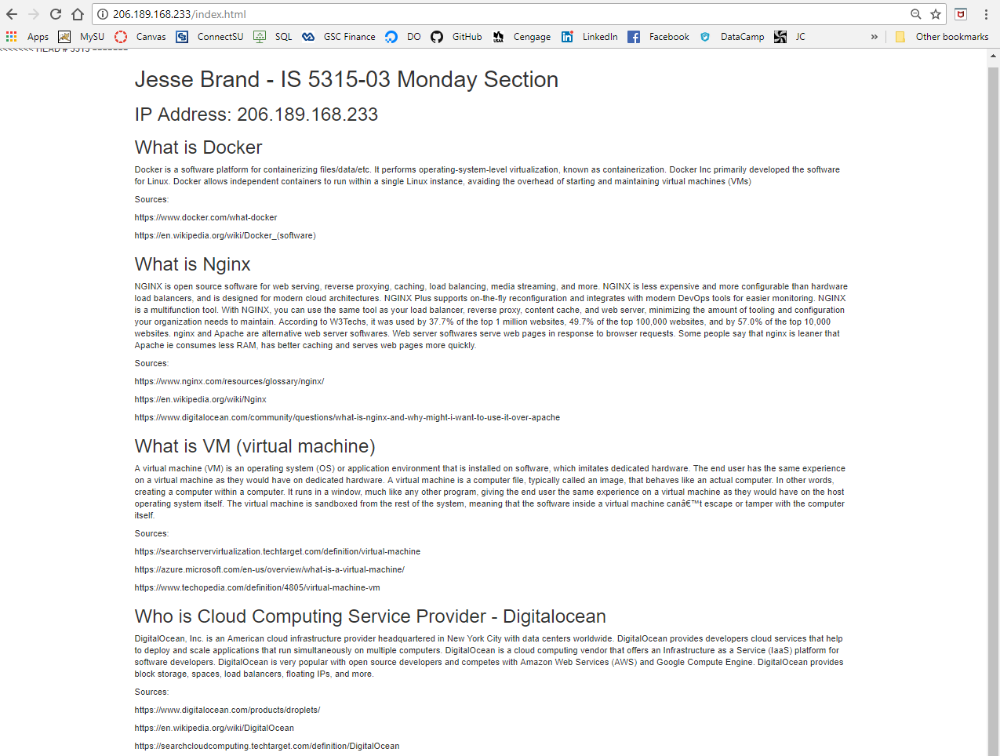 206.189.168.233/index.html
Apps MySU Canvas ConnectSU SQL GSC Finance DO GitHub Cengage LinkedIn Facebook DataCamp JC » Other bookmarks
<<<<<<< HEAD # 5315 =======
Jesse Brand - IS 5315-03 Monday Section
IP Address: 206.189.168.233
What is Docker
Docker is a software platform for containerizing files/data/etc. It performs operating-system-level virtualization, known as containerization. Docker Inc primarily developed the software
for Linux. Docker allows independent containers to run within a single Linux instance, avaiding the overhead of starting and maintaining virtual machines (VMs)
Sources:
https://www.docker.com/what-docker
https://en.wikipedia.org/wiki/Docker_(software)
What is Nginx
NGINX is open source software for web serving, reverse proxying, caching, load balancing, media streaming, and more. NGINX is less expensive and more configurable than hardware
load balancers, and is designed for modern cloud architectures. NGINX Plus supports on-the-fly reconfiguration and integrates with modern DevOps tools for easier monitoring. NGINX
is a multifunction tool. With NGINX, you can use the same tool as your load balancer, reverse proxy, content cache, and web server, minimizing the amount of tooling and configuration
your organization needs to maintain. According to W3Techs, it was used by 37.7% of the top 1 million websites, 49.7% of the top 100,000 websites, and by 57.0% of the top 10,000
websites. nginx and Apache are alternative web server softwares. Web server softwares serve web pages in response to browser requests. Some people say that nginx is leaner that
Apache ie consumes less RAM, has better caching and serves web pages more quickly.
Sources:
https://www.nginx.com/resources/glossary/nginx/
https://en.wikipedia.org/wiki/Nginx
https://www.digitalocean.com/community/questions/what-is-nginx-and-why-might-i-want-to-use-it-over-apache
What is VM (virtual machine)
A virtual machine (VM) is an operating system (OS) or application environment that is installed on software, which imitates dedicated hardware. The end user has the same experience
on a virtual machine as they would have on dedicated hardware. A virtual machine is a computer file, typically called an image, that behaves like an actual computer. In other words,
creating a computer within a computer. It runs in a window, much like any other program, giving the end user the same experience on a virtual machine as they would have on the host
operating system itself. The virtual machine is sandboxed from the rest of the system, meaning that the software inside a virtual machine canâ€™t escape or tamper with the computer
itself.
Sources:
https://searchservervirtualization.techtarget.com/definition/virtual-machine
https://azure.microsoft.com/en-us/overview/what-is-a-virtual-machine/
https://www.techopedia.com/definition/4805/virtual-machine-vm
Who is Cloud Computing Service Provider - Digitalocean
DigitalOcean, Inc. is an American cloud infrastructure provider headquartered in New York City with data centers worldwide. DigitalOcean provides developers cloud services that help
to deploy and scale applications that run simultaneously on multiple computers. DigitalOcean is a cloud computing vendor that offers an Infrastructure as a Service (IaaS) platform for
software developers. DigitalOcean is very popular with open source developers and competes with Amazon Web Services (AWS) and Google Compute Engine. DigitalOcean provides
block storage, spaces, load balancers, floating IPs, and more.
Sources:
https://www.digitalocean.com/products/droplets/
https://en.wikipedia.org/wiki/DigitalOcean
https://searchcloudcomputing.techtarget.com/definition/DigitalOcean